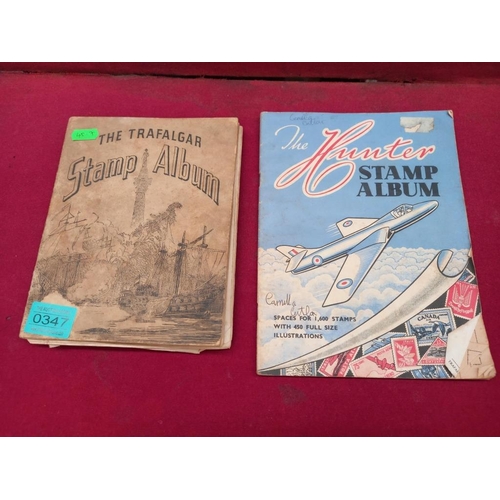 THE TRAFALGAR
Stamp Album
0347
The Hunter
STAMP
ALBUM
SPACES FOR 1,600 STAMPS
WITH 450 FULL SIZE
ILLUSTRATIONS
CANADA